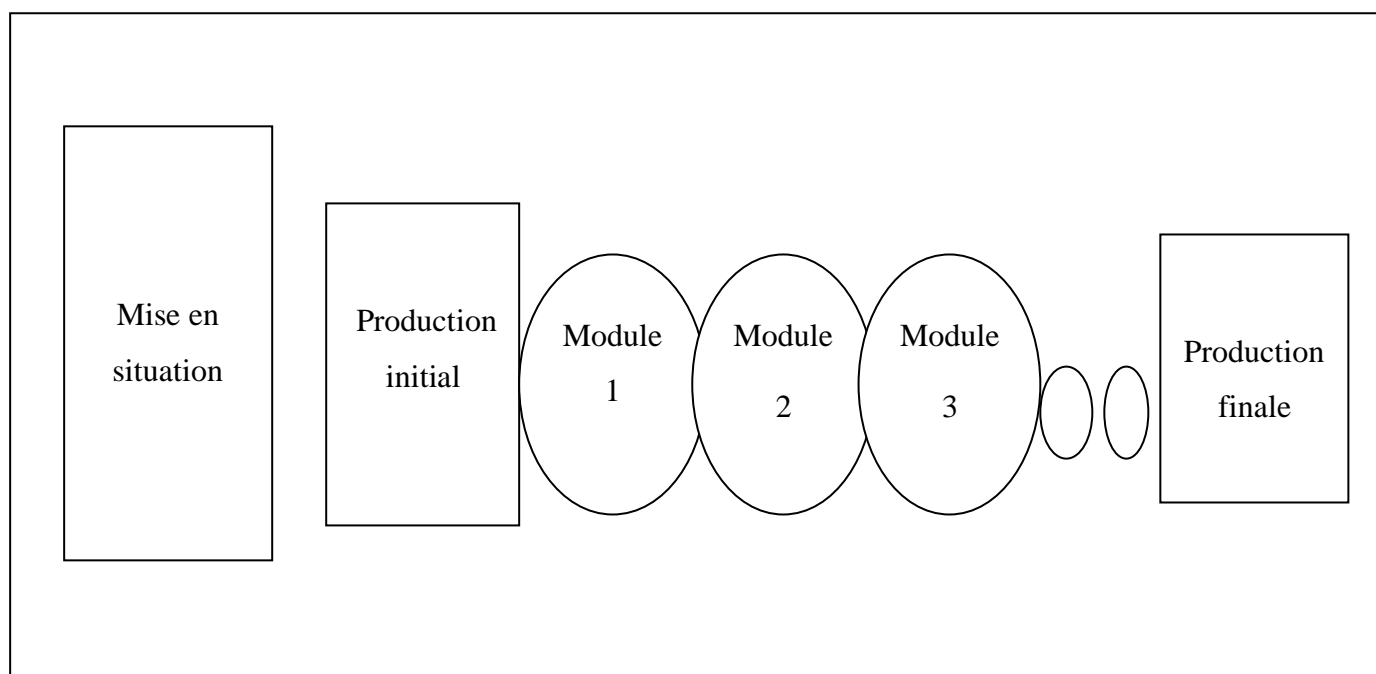 Mise en
situation
Production
initial
Module
1
Module
2
Module
3
Production
finale